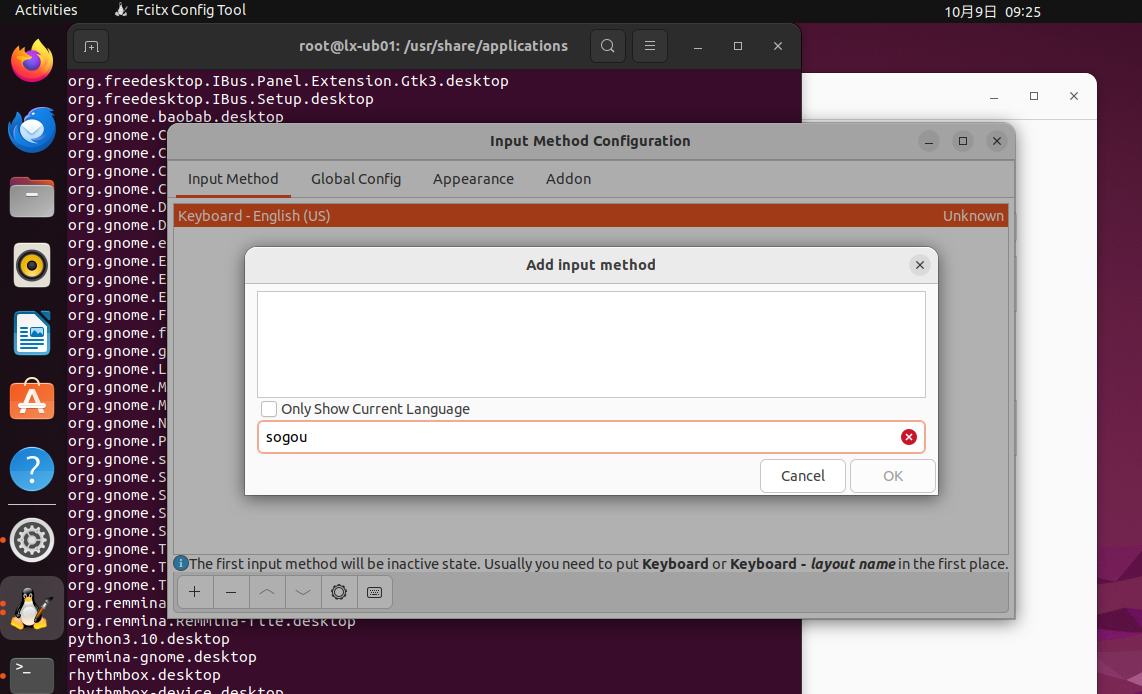 Activities
Fcitx Config Tool
10月9日 09:25
root@lx-ub01: /usr/share/applications
org.freedesktop.IBus.Panel.Extension.Gtk3.desktop
org.freedesktop.IBus.Setup.desktop
org.gnome.baobab.desktop
org.gnome.C
org.gnome.C
org.gnome.C
org.gnome.C
org.gnome.D
org.gnome.D
org.gnome.e
org.gnome.E
org.gnome.E
org.gnome.E
org.gnome.F
org.gnome.f
org.gnome.g
org.gnome.L
org.gnome.M
org.gnome.M
org.gnome.N
org.gnome.P
org.gnome.s
org.gnome.S
org.gnome.S
org.gnome.S
org.gnome.S
org.gnome.T
org.gnome.T
org.gnome.T
org.remmina
org.remmina.Remmina-file.desktop
python3.10.desktop
remmina-gnome.desktop
rhythmbox.desktop
rhythmbox-device.desktop
Input Method Configuration
Input Method Global Config Appearance Addon
Keyboard - English (US) Unknown
Add input method
Only Show Current Language
sogou
Cancel OK
The first input method will be inactive state. Usually you need to put Keyboard or Keyboard - layout name in the first place.